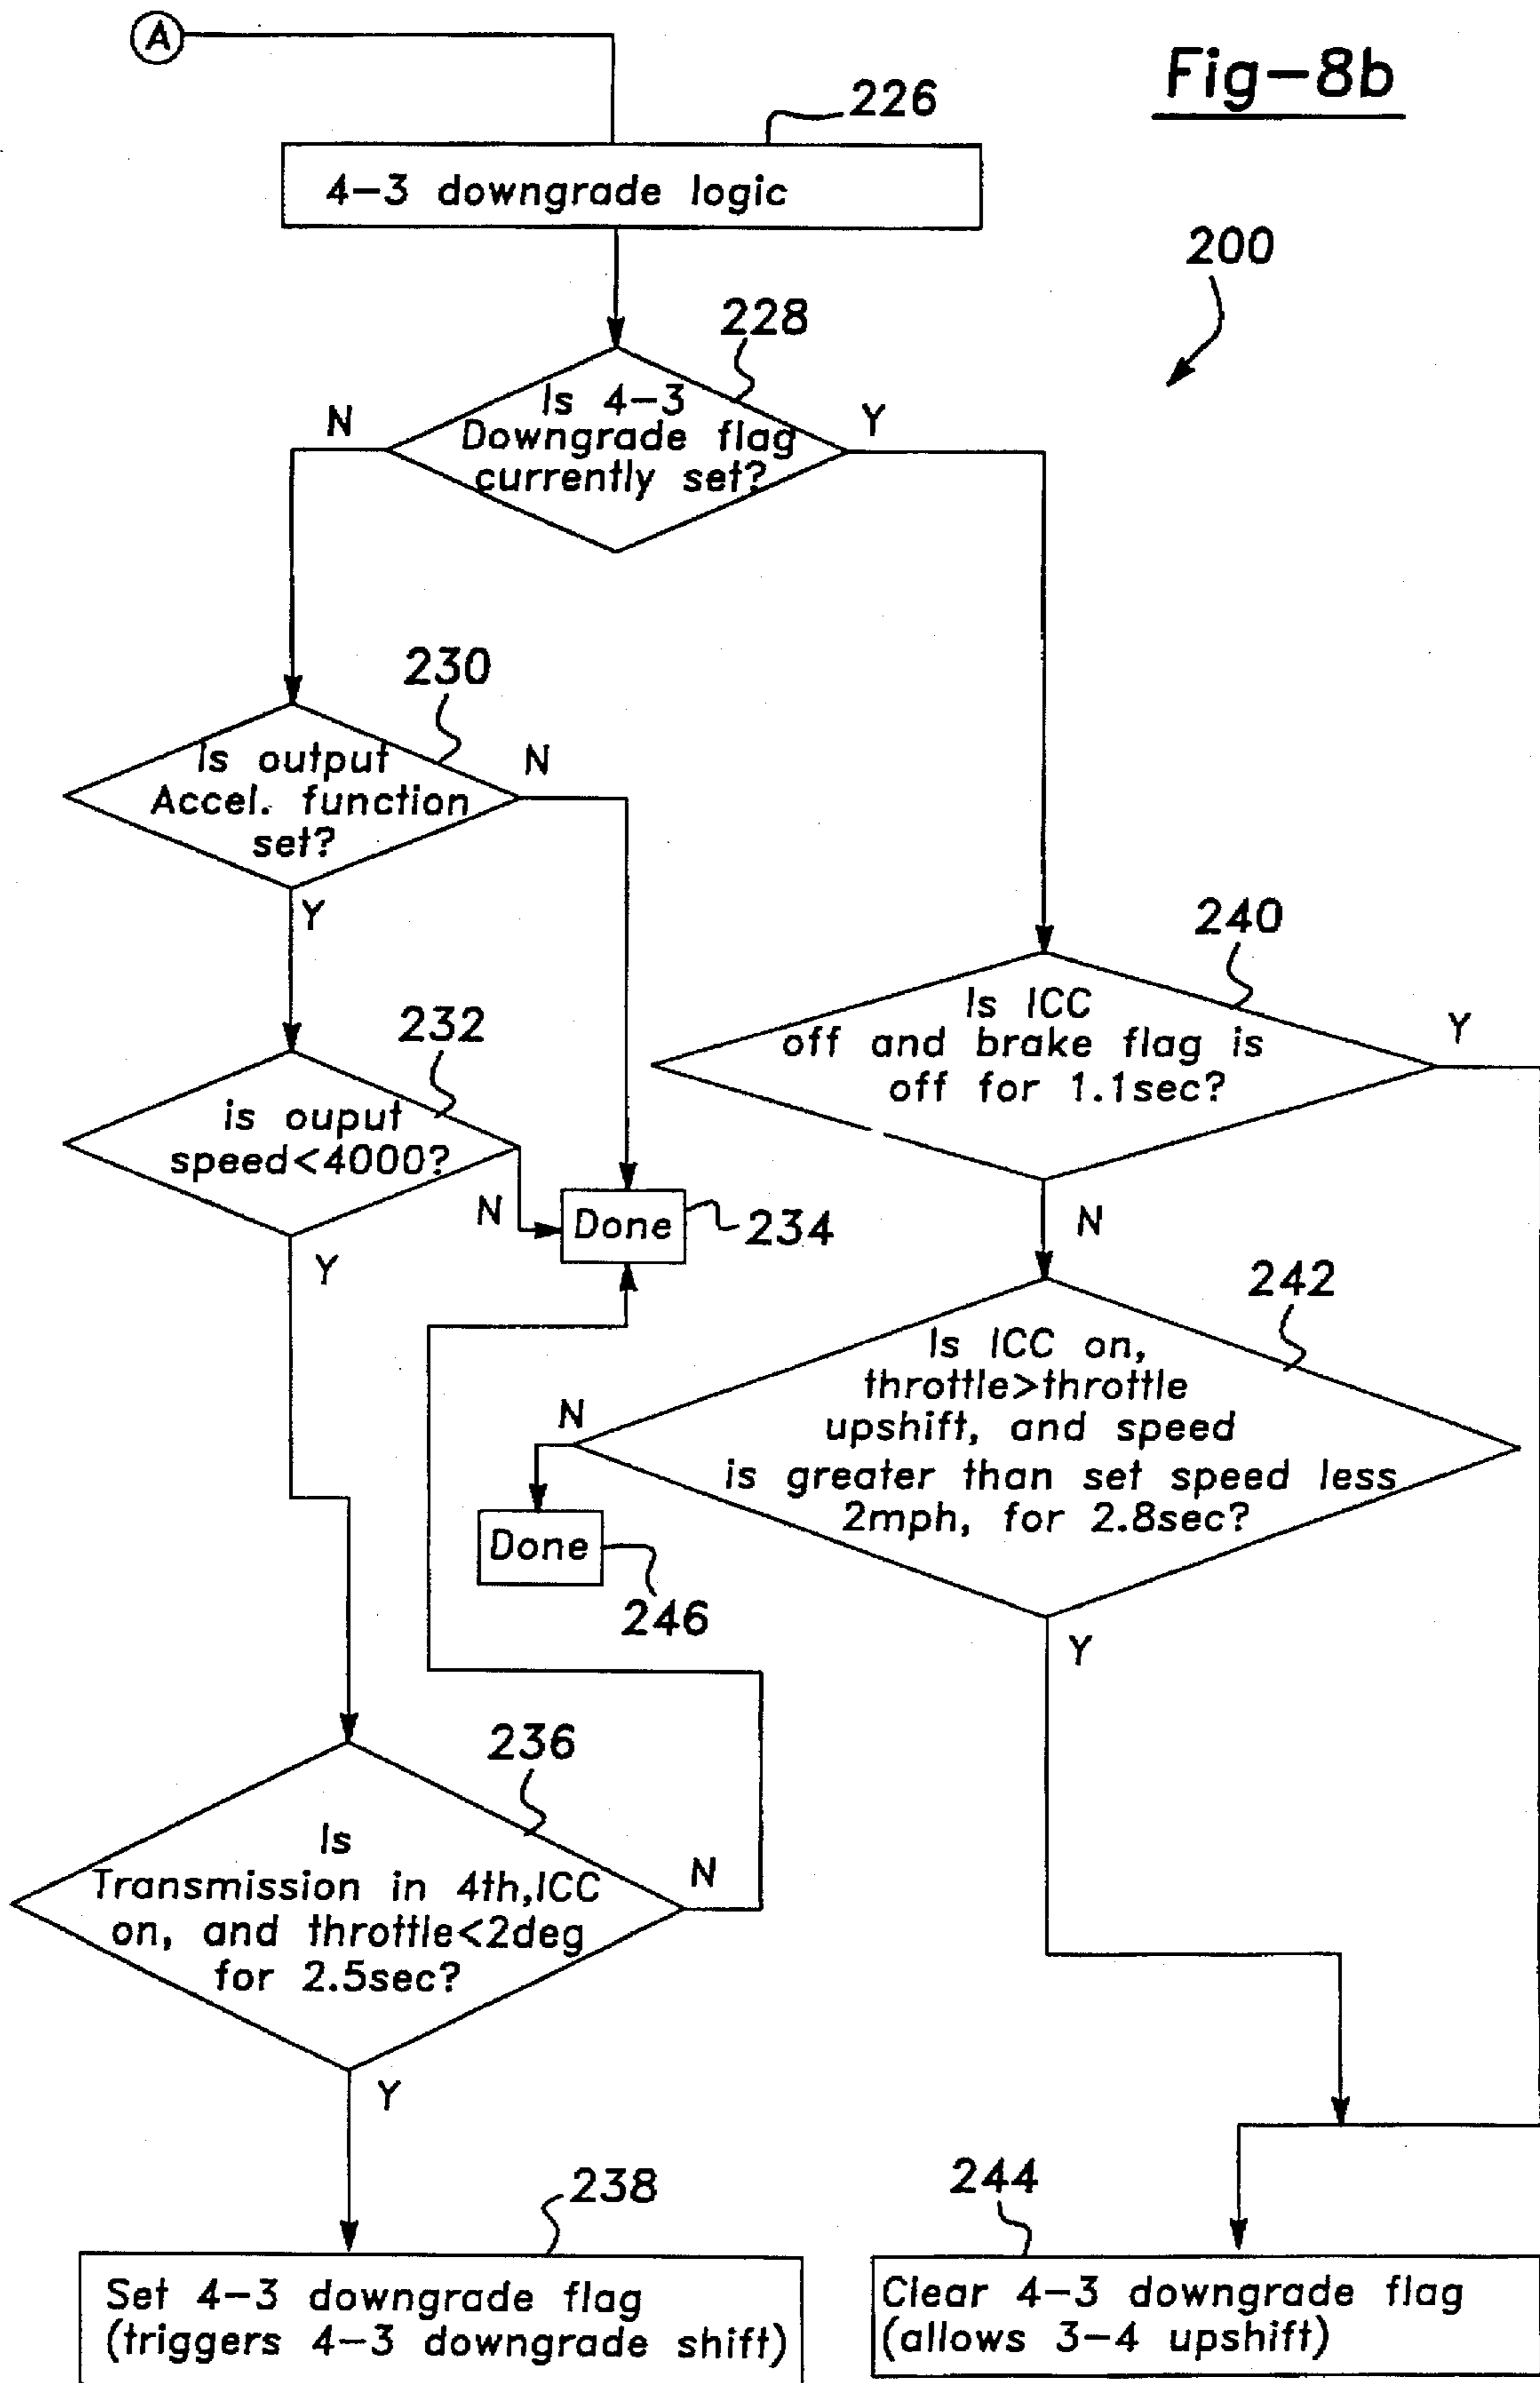 A
Fig-8b
226
4-3 downgrade logic
200
228
Is 4-3
Downgrade flag
currently set?
N
Y
230
Is output
Accel. function
set?
N
Y
240
Is ICC
off and brake flag is
off for 1.1sec?
Y
N
232
is ouput
speed<4000?
N
Y
Done
234
242
Is ICC on,
throttle>throttle
upshift, and speed
is greater than set speed less
2mph, for 2.8sec?
N
Y
Done
246
236
Is
Transmission in 4th,ICC
on, and throttle<2deg
for 2.5sec?
N
Y
238
Set 4-3 downgrade flag
(triggers 4-3 downgrade shift)
244
Clear 4-3 downgrade flag
(allows 3-4 upshift)